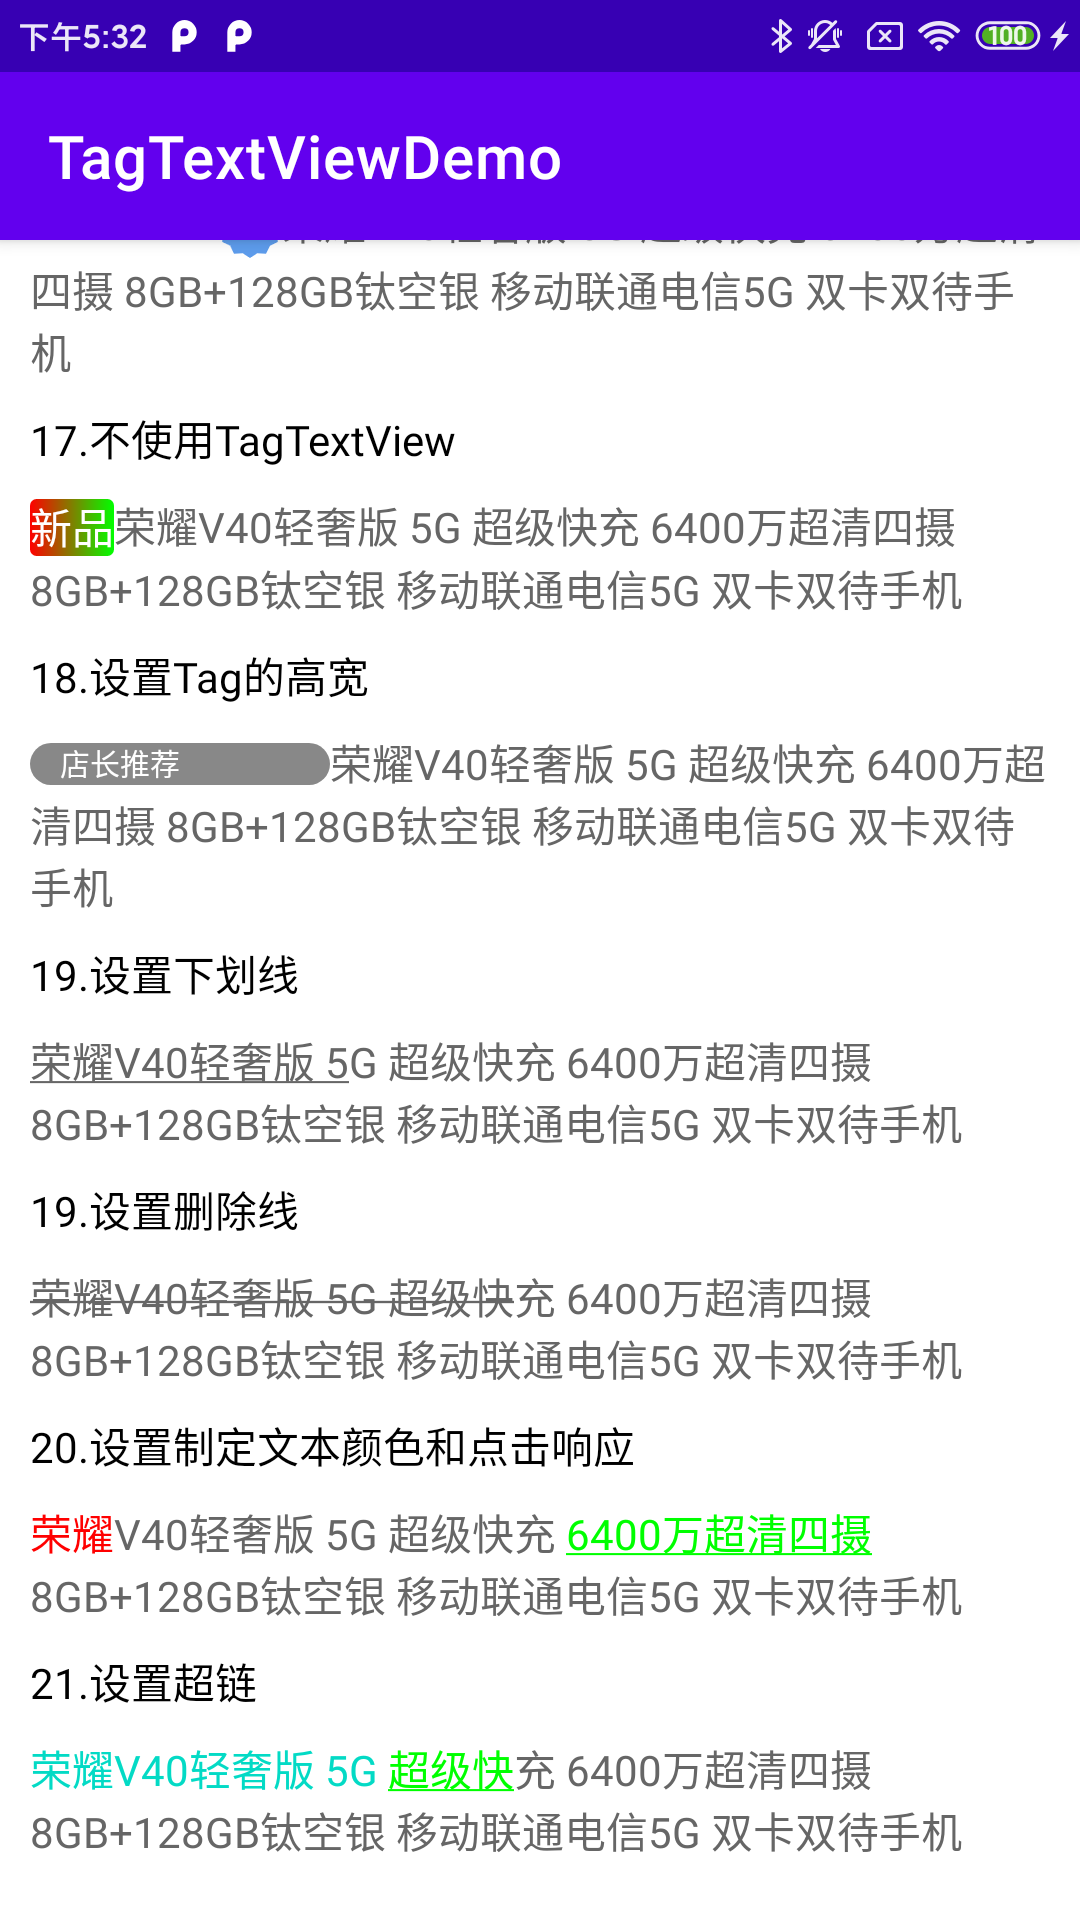 下午5:32
100
TagTextViewDemo
四摄 8GB+128GB钛空银 移动联通电信5G 双卡双待手
机
17.不使用TagTextView
新品荣耀V40轻奢版 5G 超级快充 6400万超清四摄
8GB+128GB钛空银 移动联通电信5G 双卡双待手机
18.设置Tag的高宽
店长推荐荣耀V40轻奢版 5G 超级快充 6400万超
清四摄 8GB+128GB钛空银 移动联通电信5G 双卡双待
手机
19.设置下划线
荣耀V40轻奢版 5G 超级快充 6400万超清四摄
8GB+128GB钛空银 移动联通电信5G 双卡双待手机
19.设置删除线
荣耀V40轻奢版 5G 超级快充 6400万超清四摄
8GB+128GB钛空银 移动联通电信5G 双卡双待手机
20.设置制定文本颜色和点击响应
荣耀V40轻奢版 5G 超级快充 6400万超清四摄
8GB+128GB钛空银 移动联通电信5G 双卡双待手机
21.设置超链
荣耀V40轻奢版 5G 超级快充 6400万超清四摄
8GB+128GB钛空银 移动联通电信5G 双卡双待手机